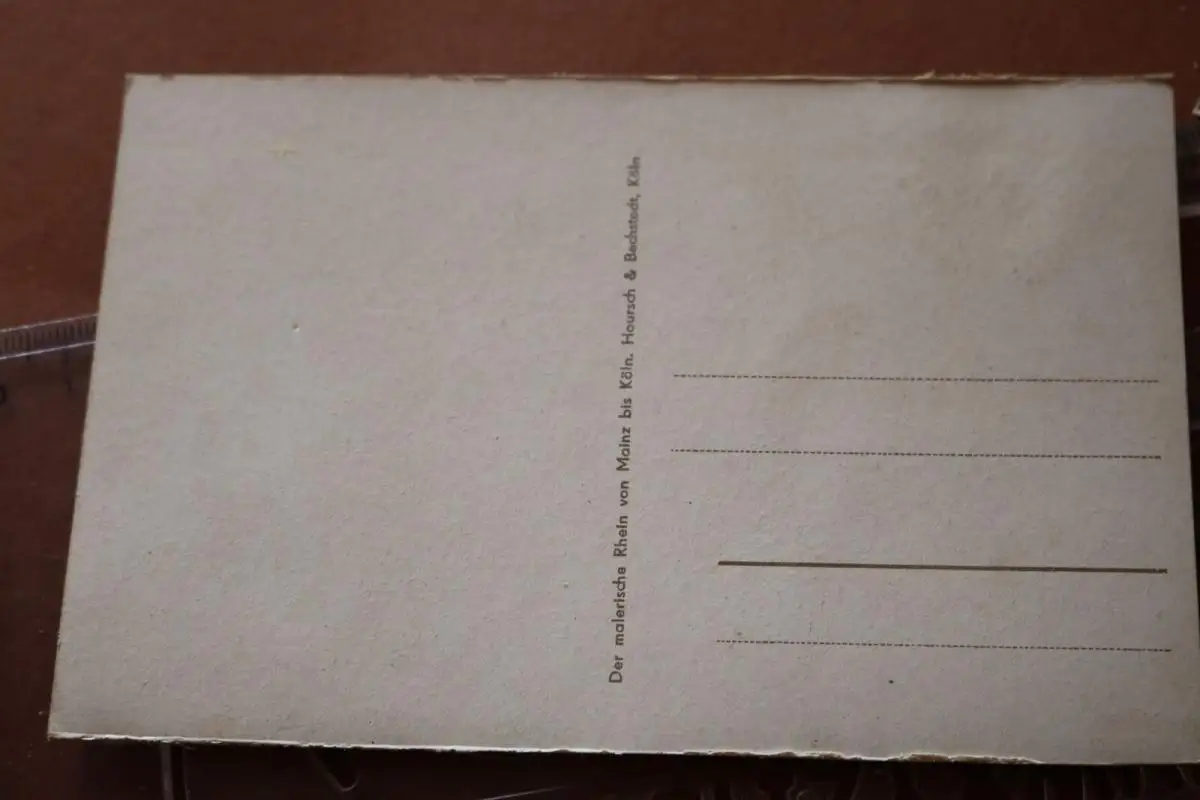 Der malerische Rhein von Mainz bis Köln. Hoursch & Bechstedt, Köln